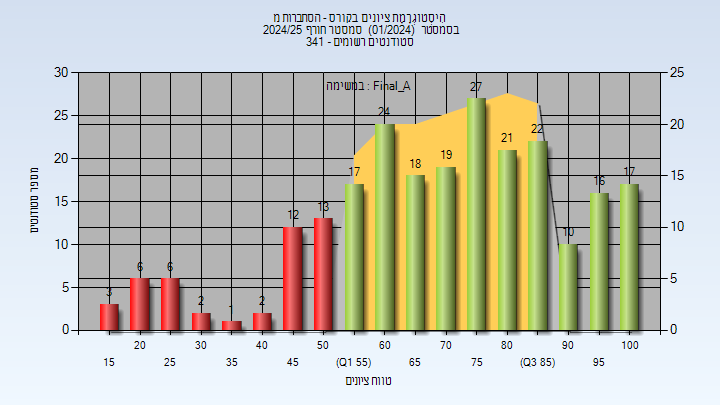 היסטוגרמת ציונים בקורס - הסתברות מ
בסמסטר (01/2024) סמסטר חורף 2024/25
סטודנטים רשומים - 341
במשימה : Final_A
מספר סטודנטים
30 25 20 15 10 5 0
25 20 15 10 5 0
3 6 6 2 1 2 12 13 17 24 18 19 27 21 22 10 16 17
20 30 40 50 60 70 80 90 100
15 25 35 45 (Q1 55) 65 75 (Q3 85) 95
טווח ציונים